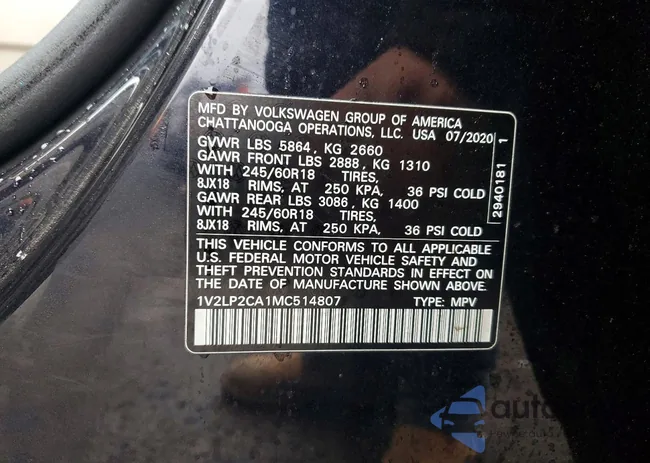 MFD BY VOLKSWAGEN GROUP OF AMERICA
CHATTANOOGA OPERATIONS, LLC. USA 07/2020
GVWR LBS 5864, KG 2660
GAWR FRONT LBS 2888, KG 1310
WITH 245/60R18 TIRES,
8JX18 RIMS, AT 250 KPA, 36 PSI COLD
GAWR REAR LBS 3086, KG 1400
WITH 245/60R18 TIRES,
8JX18 RIMS, AT 250 KPA, 36 PSI COLD
2940181 1
THIS VEHICLE CONFORMS TO ALL APPLICABLE
U.S. FEDERAL MOTOR VEHICLE SAFETY AND
THEFT PREVENTION STANDARDS IN EFFECT ON
THE DATE OF MANUFACTURE SHOWN ABOVE.
1V2LP2CA1MC514807 TYPE: MPV